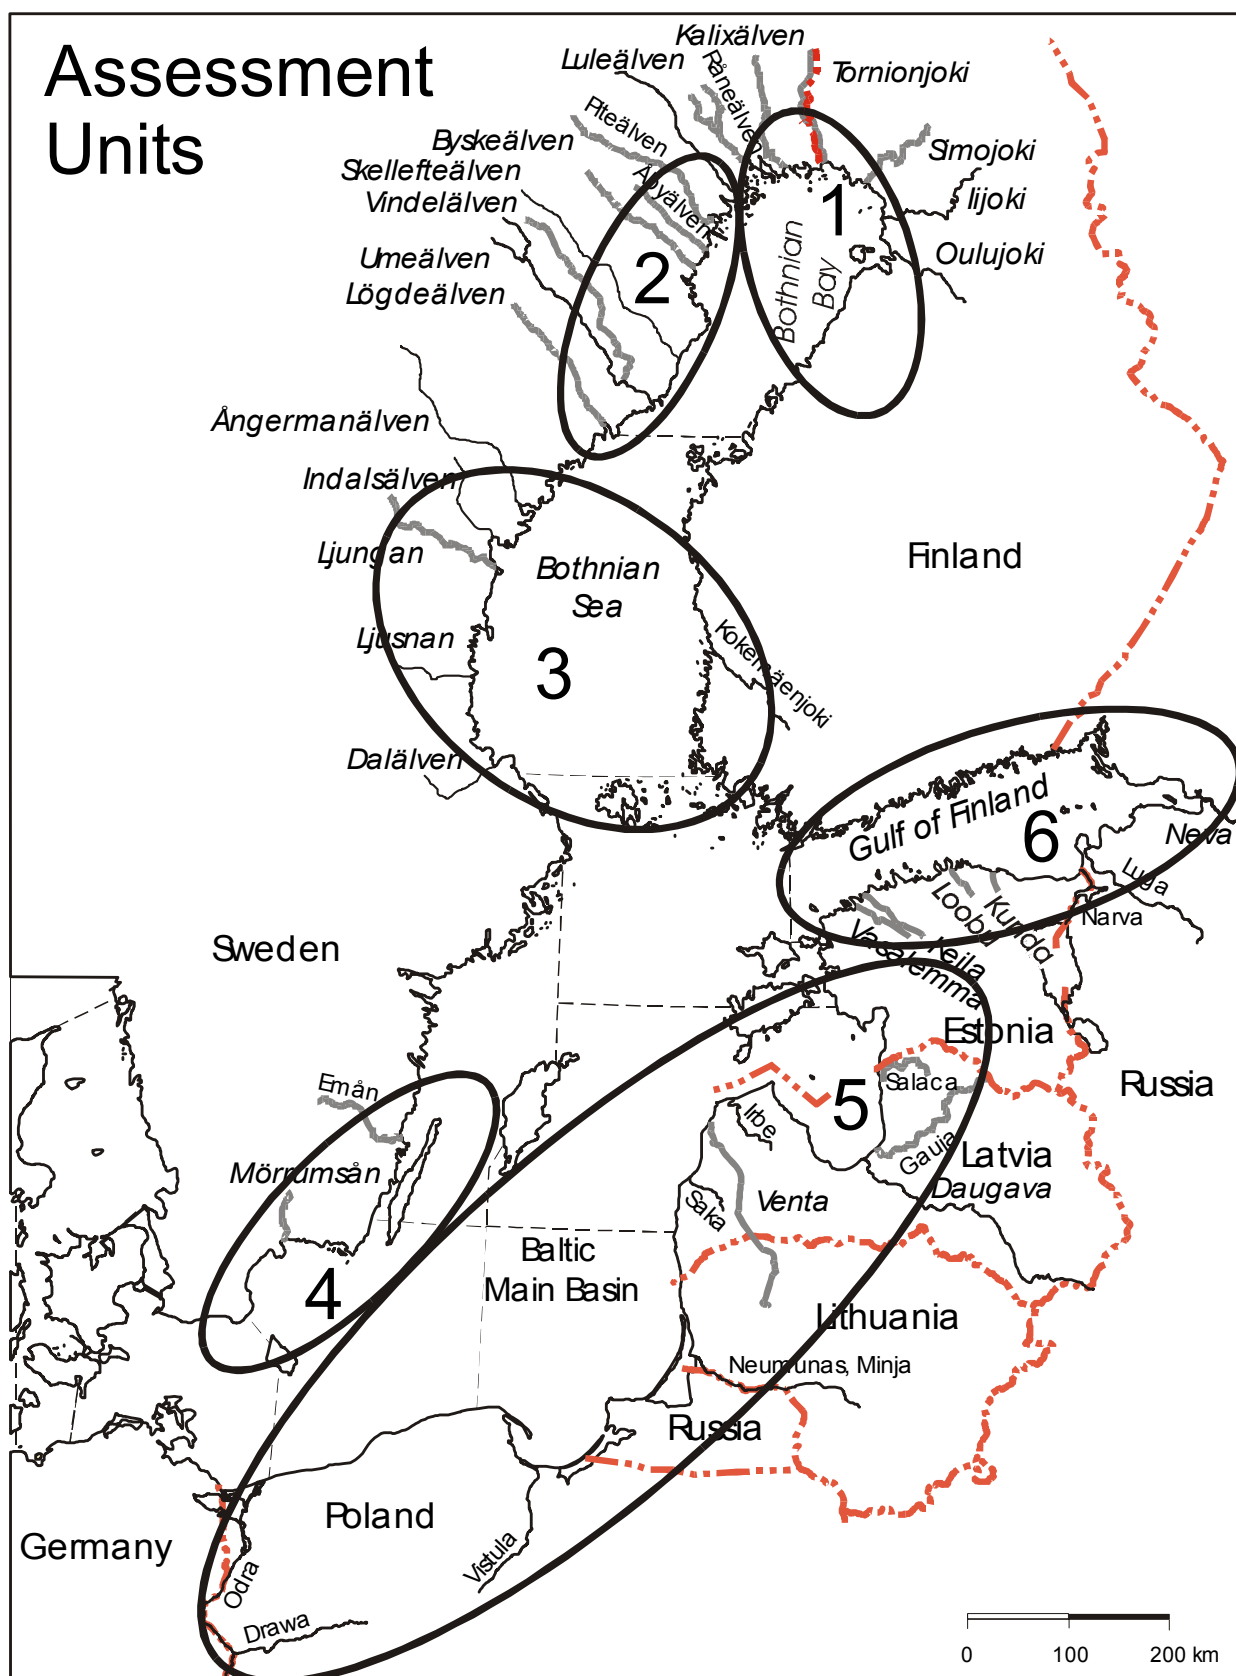 Assessment
Units
Kalixälven
Luleälven
Råneälven
Tornionjoki
Piteälven
Byskeälven
Åbyälven
Simojoki
Skellefteälven
Iijoki
Vindelälven
1
Bothnian
Bay
Oulujoki
Umeälven
2
Lögdeälven
Ångermanälven
Indalsälven
Ljungan
Bothnian
Sea
Finland
Ljusnan
3
Kokemäenjoki
Dalälven
Gulf of Finland
6
Neva
Luga
Narva
Loobu
Kunda
Keila
Vasalemma
Sweden
Estonia
Russia
Emån
5
Salaca
Irbe
Gauja
Latvia
Mörrumsån
Daugava
Saka
Venta
Baltic
Main Basin
4
Lithuania
Neumunas, Minja
Russia
Poland
Germany
Vistula
Odra
Drawa
0 100 200 km